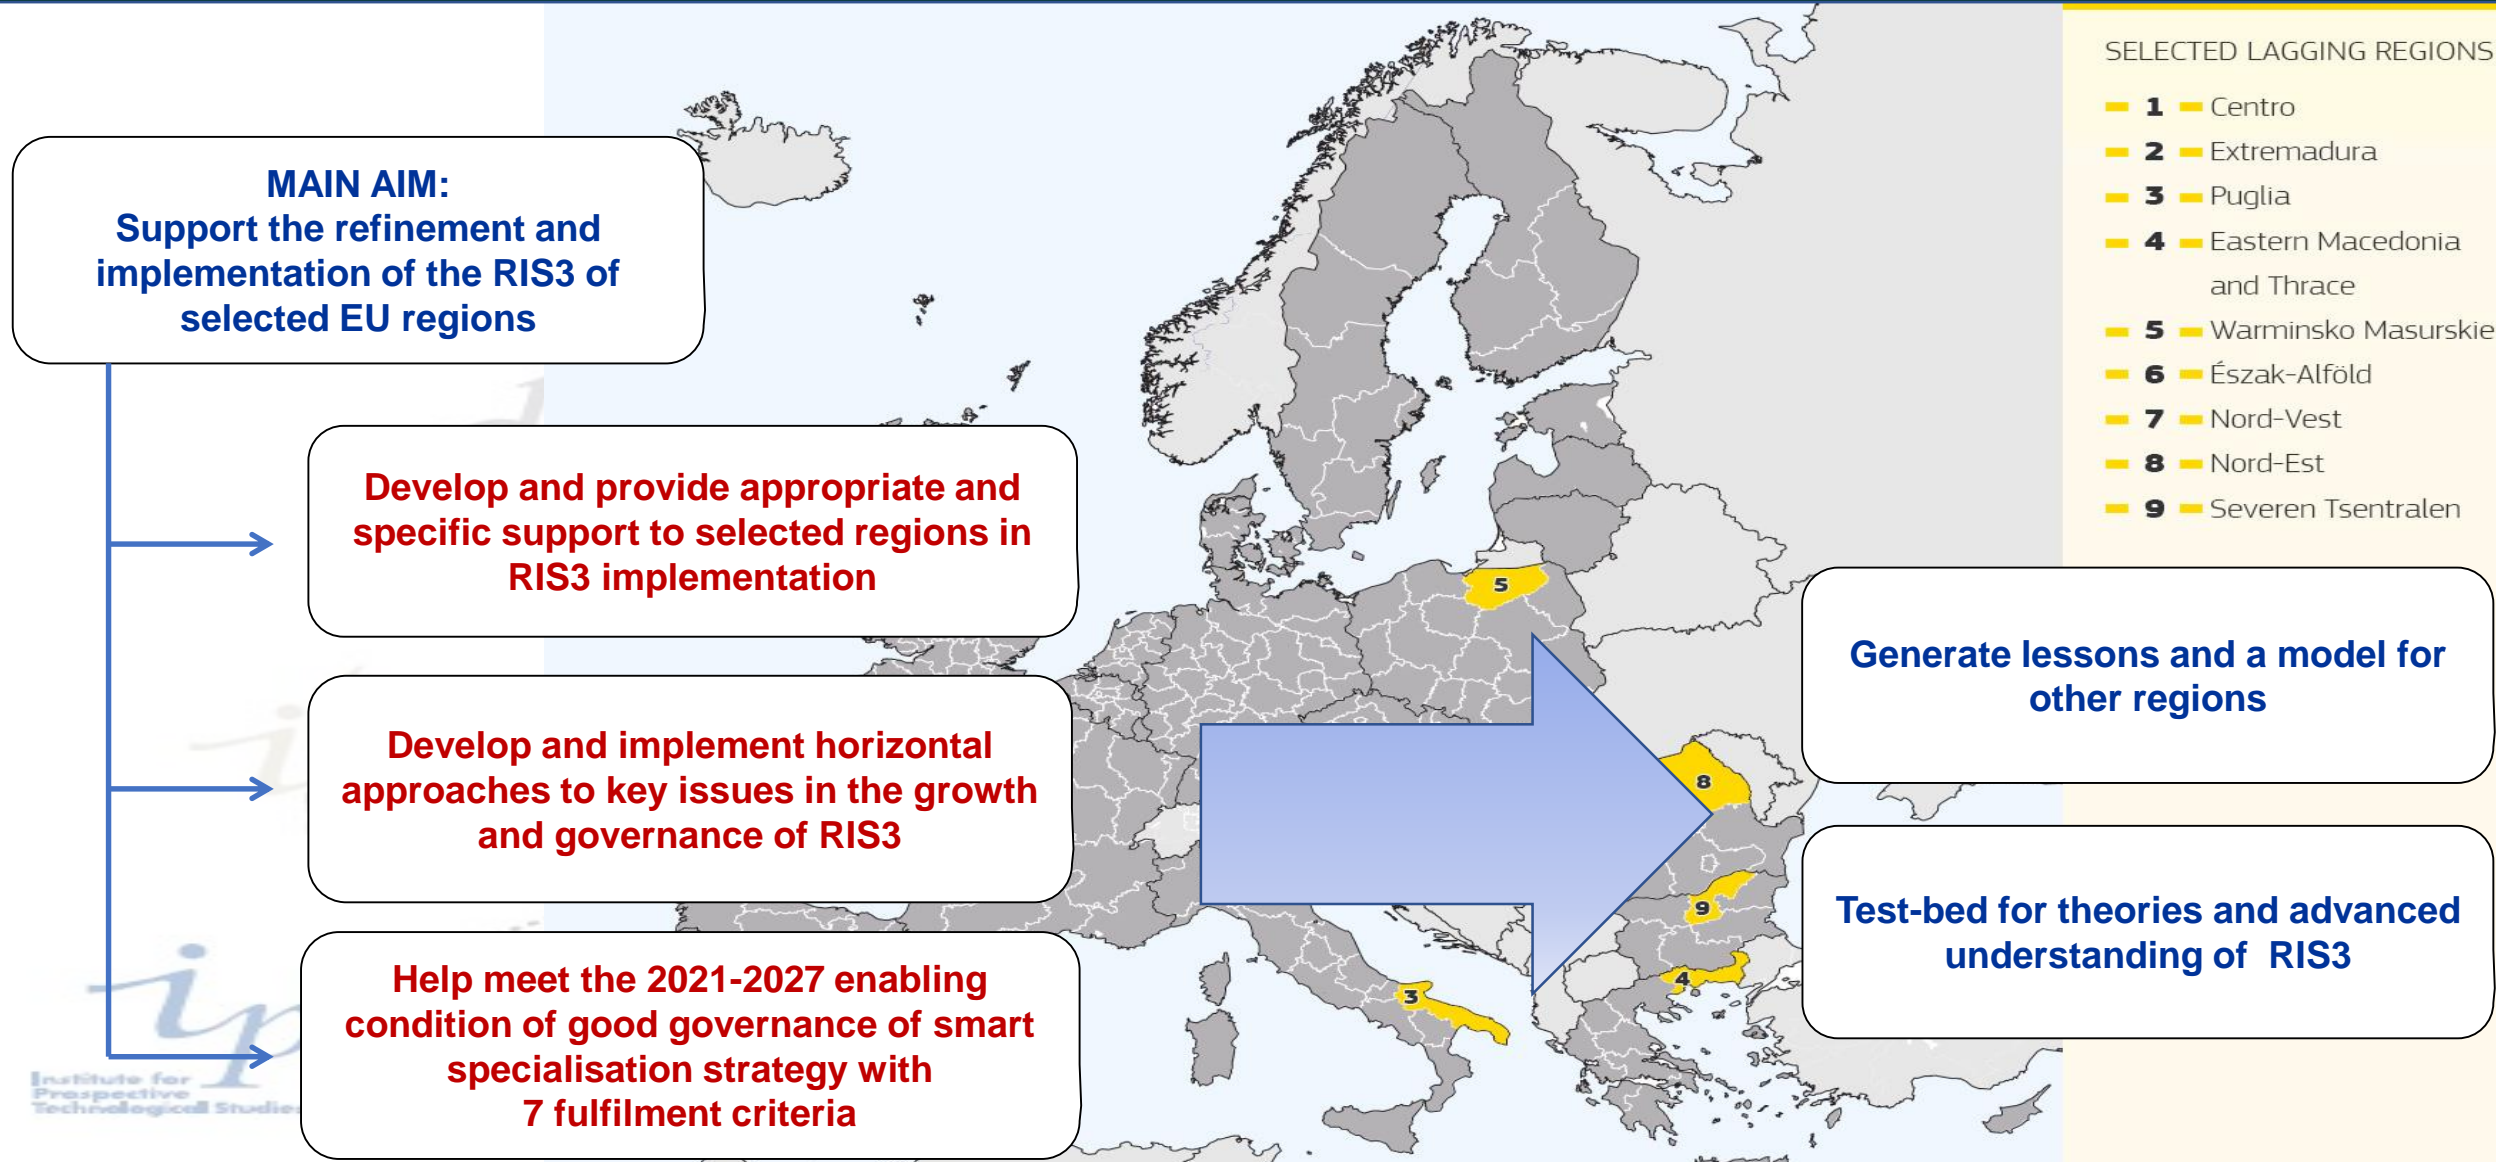 MAIN AIM:
Support the refinement and
implementation of the RIS3 of
selected EU regions
Develop and provide appropriate and
specific support to selected regions in
RIS3 implementation
Develop and implement horizontal
approaches to key issues in the growth
and governance of RIS3
Help meet the 2021-2027 enabling
condition of good governance of smart
specialisation strategy with
7 fulfilment criteria
Institute for
Prospective
Technological Studies
5
8
9
4
3
SELECTED LAGGING REGIONS
1 Centro
2 Extremadura
3 Puglia
4 Eastern Macedonia
and Thrace
5 Warminsko Masurskie
6 Észak-Alföld
7 Nord-Vest
8 Nord-Est
9 Severen Tsentralen
Generate lessons and a model for
other regions
Test-bed for theories and advanced
understanding of RIS3